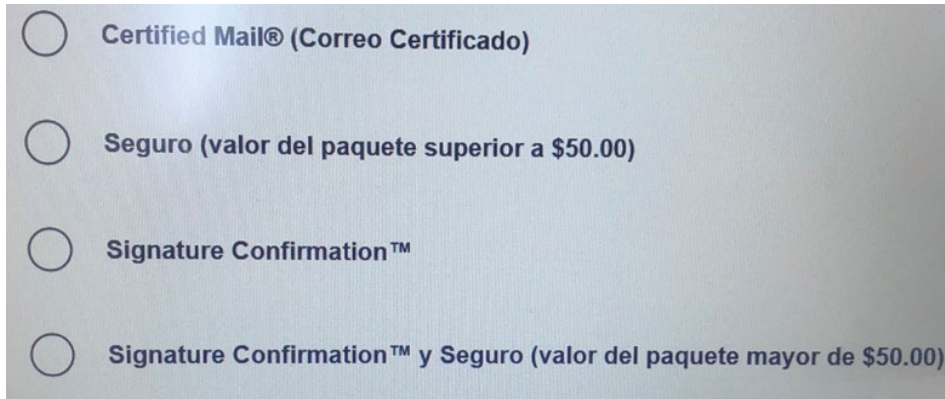 Certified Mail® (Correo Certificado)
Seguro (valor del paquete superior a $50.00)
Signature Confirmation™
Signature Confirmation™ y Seguro (valor del paquete mayor de $50.00)